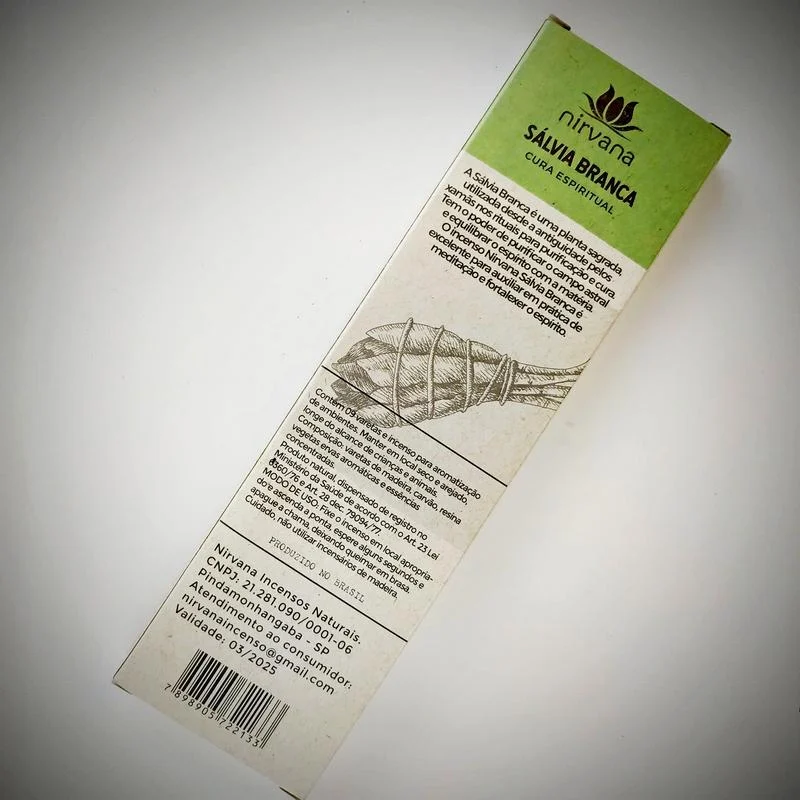 nirvana
SÁLVIA BRANCA
CURA ESPIRITUAL
A Sálvia Branca é uma planta sagrada,
utilizada desde a antiguidade pelos
xamãs nos rituais para purificação e cura.
Tem o poder de purificar o campo astral
e equilibrar o espírito com a matéria.
O incenso Nirvana Sálvia Branca é
excelente para auxiliar em prática de
meditação e fortalexer o espírito.
Contém 09 varetas e incenso para aromatização
de ambientes. Manter em local seco e arejado,
longe do alcance de crianças e animais.
Composição: varetas de madeira, carvão, resina
vegetas ervas aromáticas e essências
concentradas.
Produto natural, dispensado de registro no
Ministério da Saúde de acordo com o Art. 23 Lei
6360/76 e Art. 28 dec. 79094/77
MODO DE USO: Fixe o incenso em local apropria-
do e ascenda a ponta, espere alguns segundos e
apague a chama, deixando queimar em brasa.
Cuidado, não utilizar incensários de madeira.
PRODUZIDO NO BRASIL
Nirvana Incensos Naturais.
CNPJ: 21.281.090/0001-06
Pindamonhangaba - SP
Atendimento ao consumidor:
nirvanaincenso@gmail.com
Validade: 03/2025
7 898905 722133